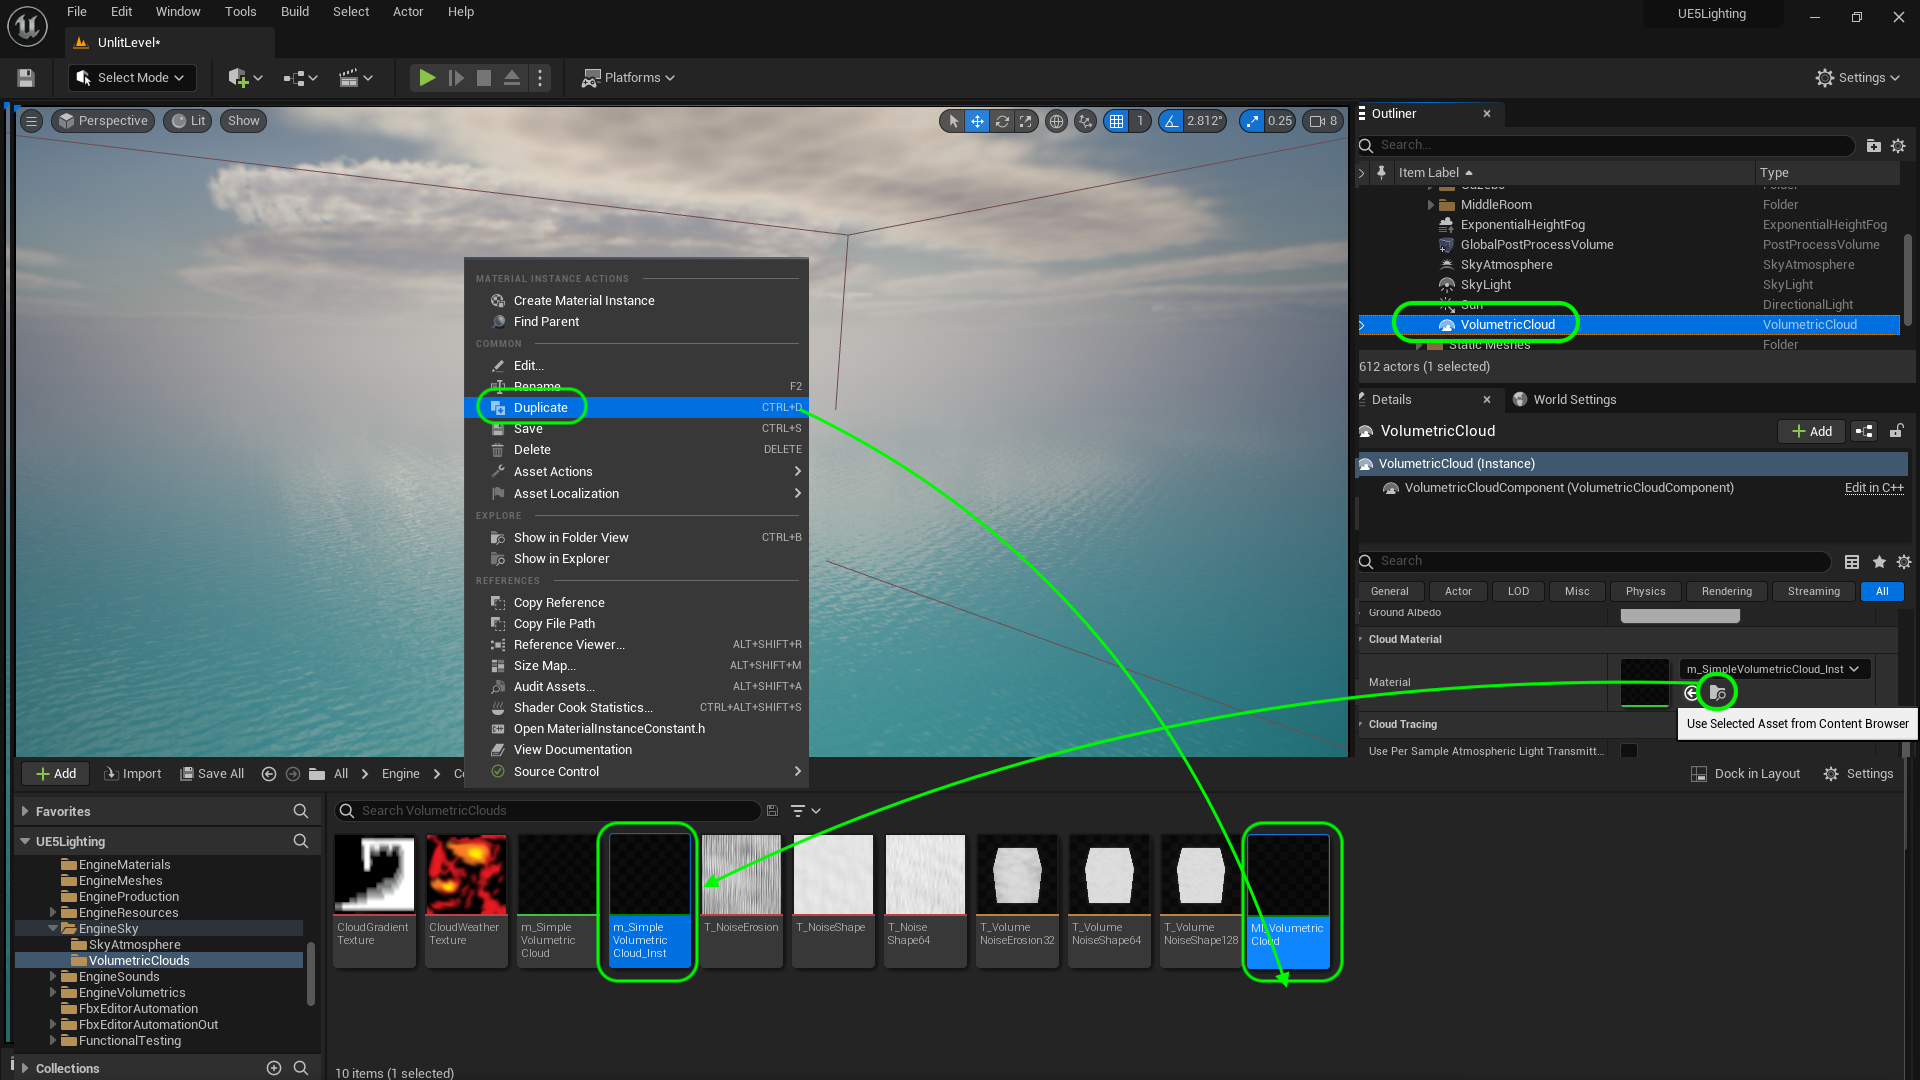 File Edit Window Tools Build Select Actor Help
UE5Lighting
UnlitLevel*
Select Mode
Platforms
Settings
Perspective
Lit
Show
1
2.812°
0.25
8
MATERIAL INSTANCE ACTIONS
Create Material Instance
Find Parent
COMMON
Edit...
Rename F2
Duplicate CTRL+D
Save CTRL+S
Delete DELETE
Asset Actions
Asset Localization
EXPLORE
Show in Folder View CTRL+B
Show in Explorer
REFERENCES
Copy Reference
Copy File Path
Reference Viewer... ALT+SHIFT+R
Size Map... ALT+SHIFT+M
Audit Assets... ALT+SHIFT+A
Shader Cook Statistics... CTRL+ALT+SHIFT+S
Open MaterialInstanceConstant.h
View Documentation
Source Control
Outliner
Search...
Item Label Type
Gazebo Folder
MiddleRoom Folder
ExponentialHeightFog ExponentialHeightFog
GlobalPostProcessVolume PostProcessVolume
SkyAtmosphere SkyAtmosphere
SkyLight SkyLight
Sun DirectionalLight
VolumetricCloud VolumetricCloud
Static Meshes Folder
612 actors (1 selected)
Details
World Settings
VolumetricCloud
Add
VolumetricCloud (Instance)
VolumetricCloudComponent (VolumetricCloudComponent) Edit in C++
Search
General Actor LOD Misc Physics Rendering Streaming All
Ground Albedo
Cloud Material
Material
m_SimpleVolumetricCloud_Inst
Use Selected Asset from Content Browser
Cloud Tracing
Use Per Sample Atmospheric Light Transmitt...
Add Import Save All All Engine
Dock in Layout Settings
Favorites
UE5Lighting
EngineMaterials
EngineMeshes
EngineProduction
EngineResources
EngineSky
SkyAtmosphere
VolumetricClouds
EngineSounds
EngineVolumetrics
FbxEditorAutomation
FbxEditorAutomationOut
FunctionalTesting
Collections
Search VolumetricClouds
CloudGradient
Texture
CloudWeather
Texture
m_Simple
Volumetric
Cloud
m_Simple
Volumetric
Cloud_Inst
T_NoiseErosion
T_NoiseShape
T_Noise
Shape64
T_Volume
NoiseErosion32
T_Volume
NoiseShape64
T_Volume
NoiseShape128
MI_Volumetric
Cloud
10 items (1 selected)